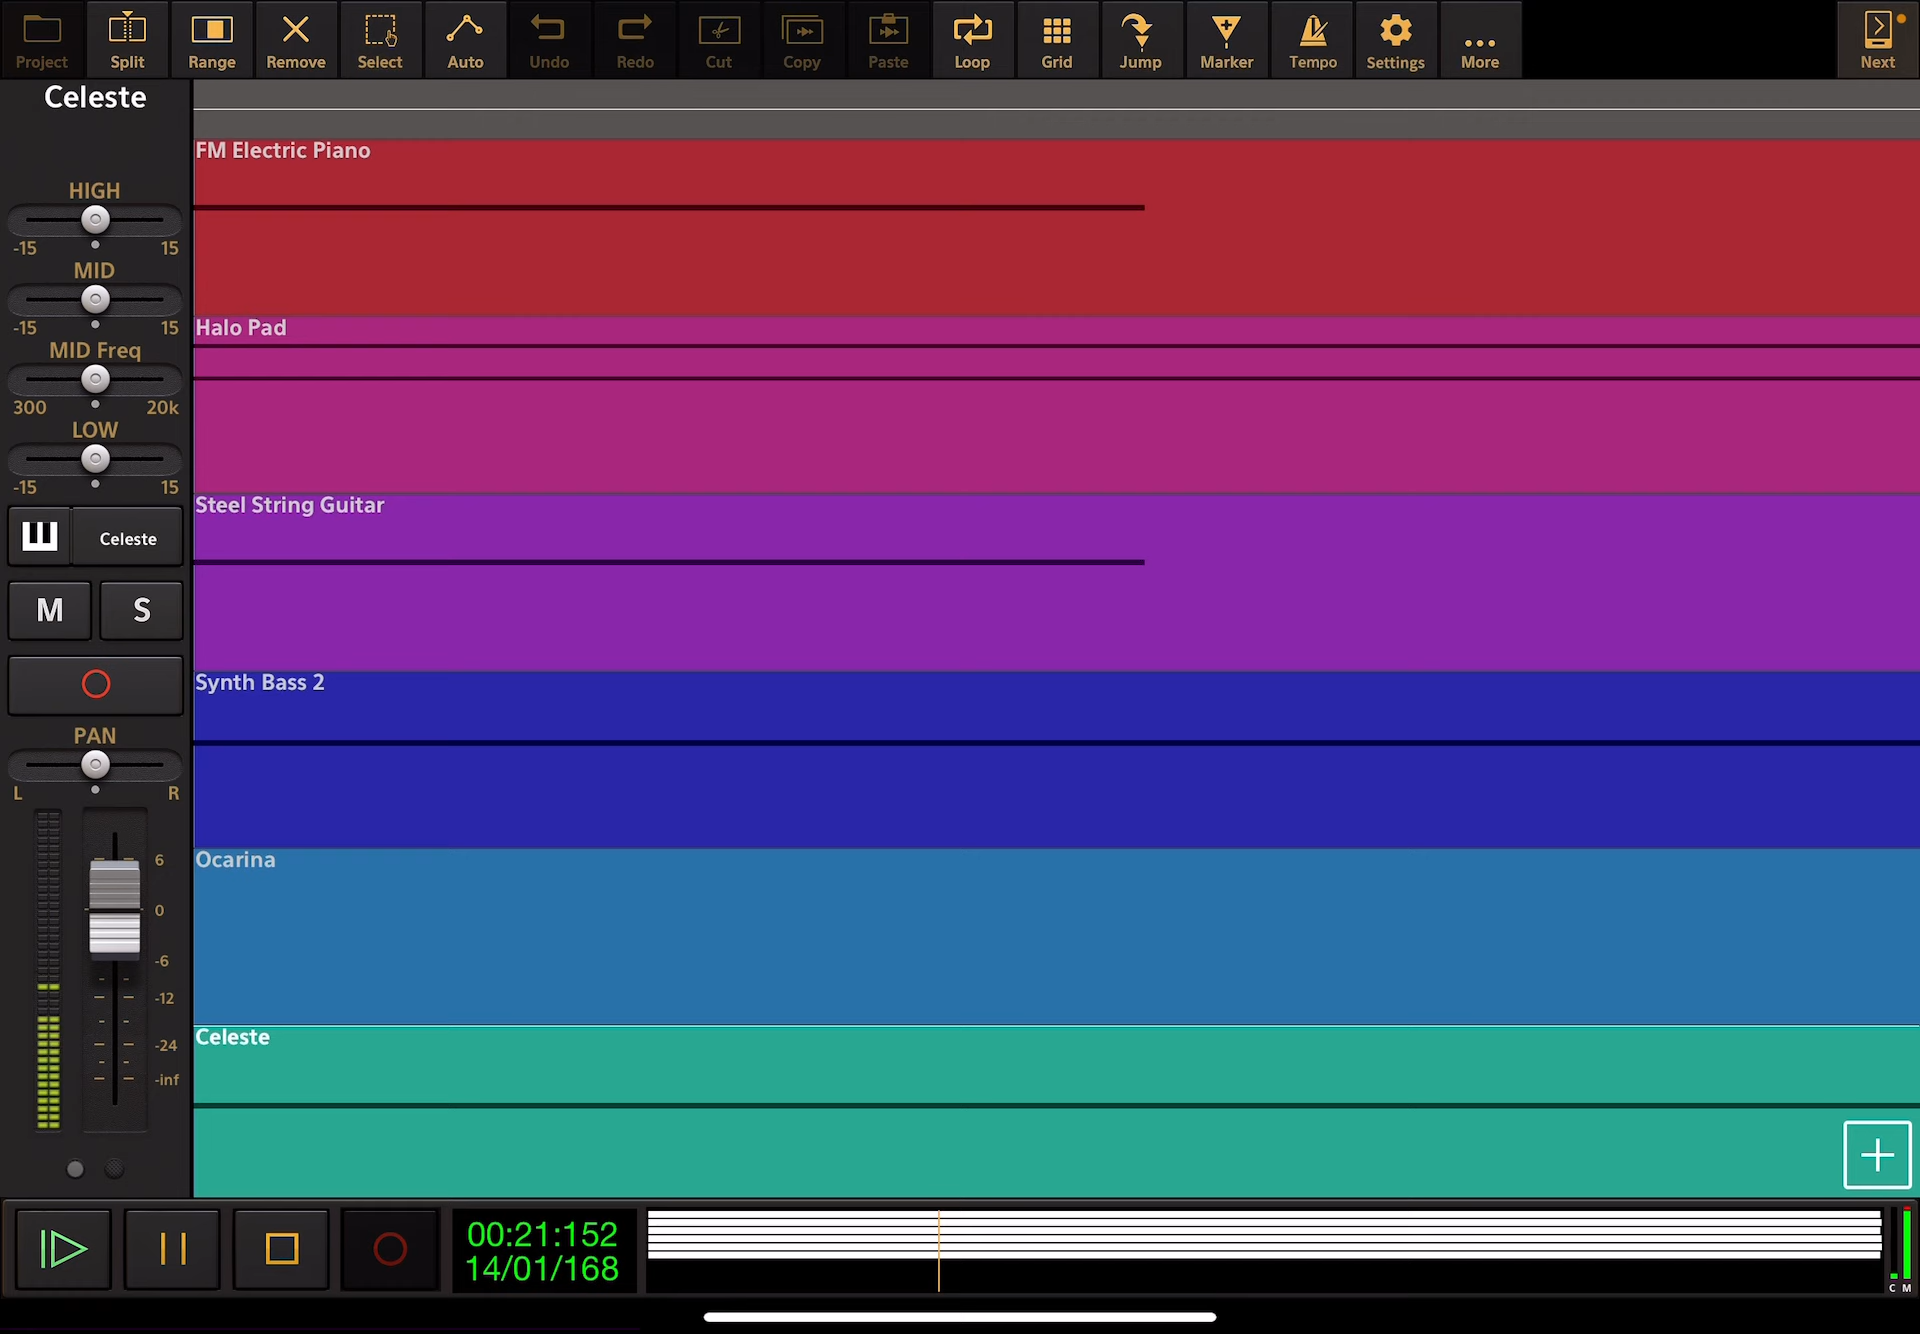 Project
Split
Range
Remove
Select
Auto
Undo
Redo
Cut
Copy
Paste
Loop
Grid
Jump
Marker
Tempo
Settings
More
Next
Celeste
HIGH
-15 15
MID
-15 15
MID Freq
300 20k
LOW
-15 15
Celeste
M S
PAN
L R
6
0
-6
-12
-24
-inf
FM Electric Piano
Halo Pad
Steel String Guitar
Synth Bass 2
Ocarina
Celeste
00:21:152
14/01/168
C M